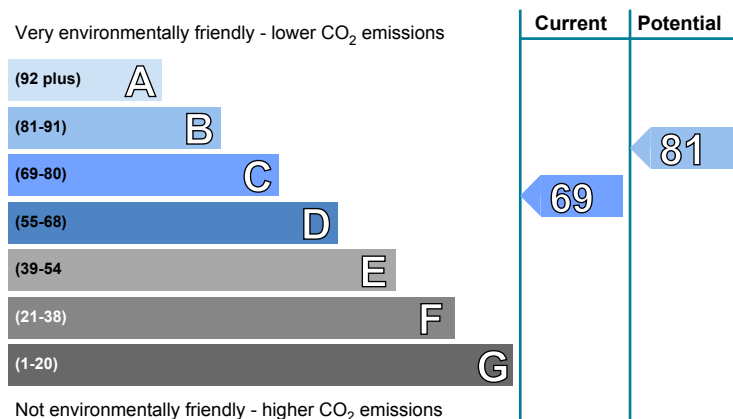 Very environmentally friendly - lower CO2 emissions
Current
Potential
(92 plus) A
(81-91) B
(69-80) C
(55-68) D
(39-54 E
(21-38) F
(1-20) G
81
69
Not environmentally friendly - higher CO2 emissions